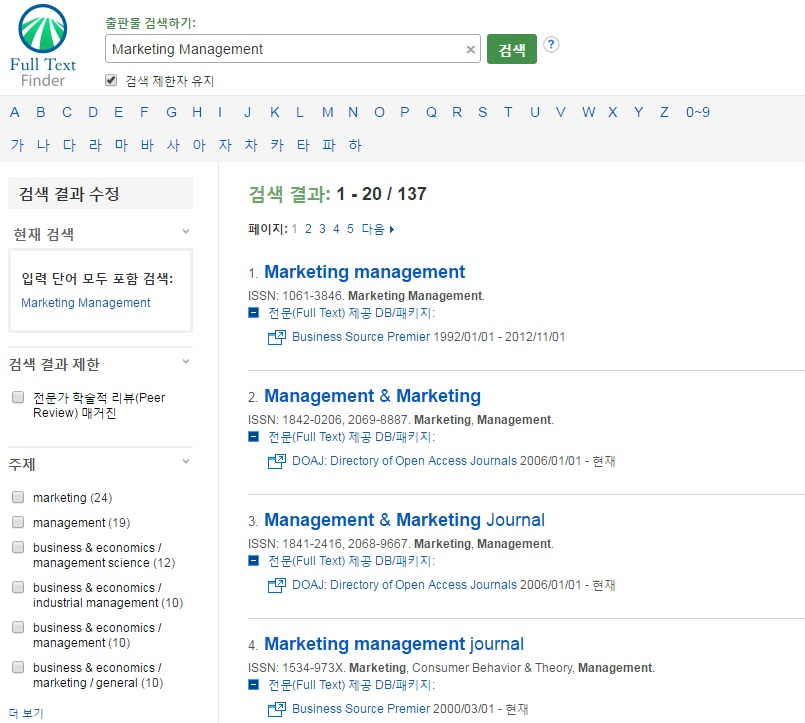 Full Text
Finder
출판물 검색하기:
Marketing Management
×
검색
?
검색 제한자 유지
A B C D E F G H I J K L M N O P Q R S T U V W X Y Z 0~9
가 나 다 라 마 바 사 아 자 차 카 타 파 하
검색 결과 수정
현재 검색
입력 단어 모두 포함 검색:
Marketing Management
검색 결과 제한
전문가 학술적 리뷰(Peer
Review) 매거진
주제
marketing (24)
management (19)
business & economics /
management science (12)
business & economics /
industrial management (10)
business & economics /
management (10)
business & economics /
marketing / general (10)
더 보기
검색 결과: 1 - 20 / 137
페이지: 1 2 3 4 5 다음
1. Marketing management
ISSN: 1061-3846. Marketing Management.
전문(Full Text) 제공 DB/패키지:
Business Source Premier 1992/01/01 - 2012/11/01
2. Management & Marketing
ISSN: 1842-0206, 2069-8887. Marketing, Management.
전문(Full Text) 제공 DB/패키지:
DOAJ: Directory of Open Access Journals 2006/01/01 - 현재
3. Management & Marketing Journal
ISSN: 1841-2416, 2068-9667. Marketing, Management.
전문(Full Text) 제공 DB/패키지:
DOAJ: Directory of Open Access Journals 2006/01/01 - 현재
4. Marketing management journal
ISSN: 1534-973X. Marketing, Consumer Behavior & Theory, Management.
전문(Full Text) 제공 DB/패키지:
Business Source Premier 2000/03/01 - 현재